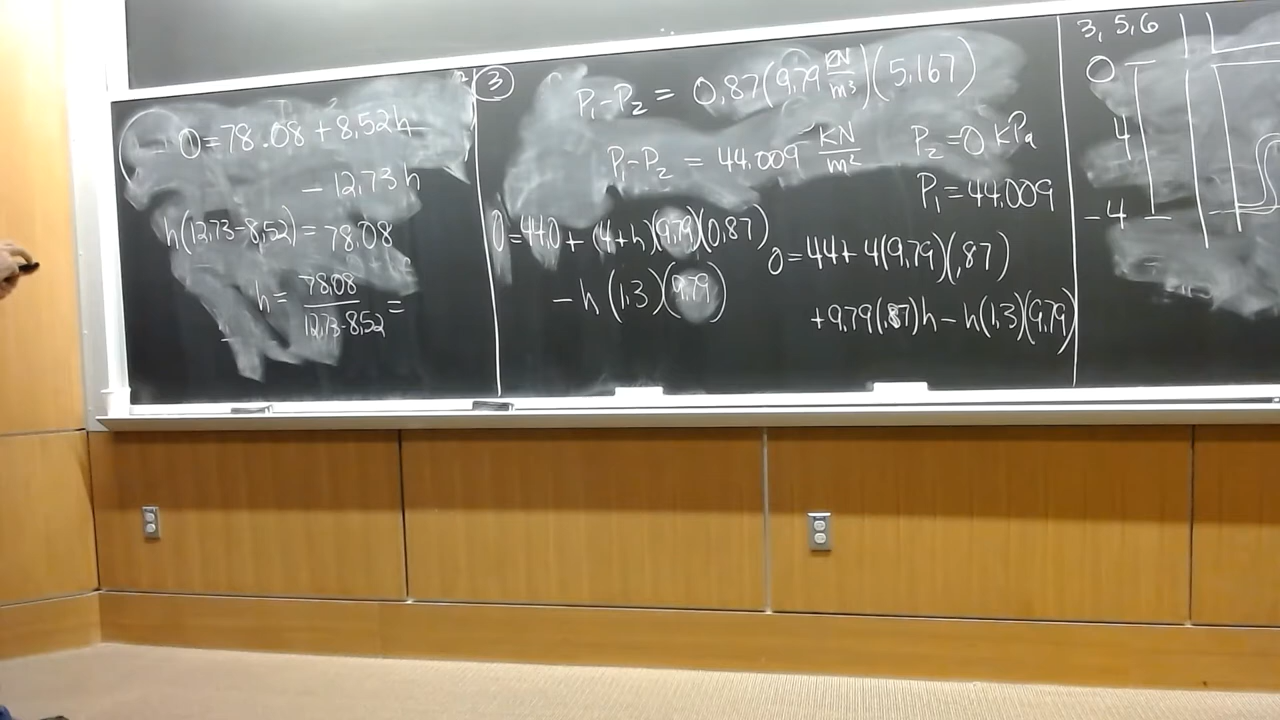 0=78.08+8.52h
- 12.73h
h(12.73-8.52)=78.08
h= 78.08 / 12.73-8.52 =
③
P₁-P₂ = 0.87(9.79 KN/m³)(5.167)
P₁-P₂ = 44.009 KN/m²
P₂=0 kPa
P₁=44.009
0=44.0+(4+h)(9.79)(0.87)
-h(1.3)(9.79)
0=44+4(9.79)(.87)
+9.79(.87)h-h(1.3)(9.79)
3, 5, 6
0
4
-4